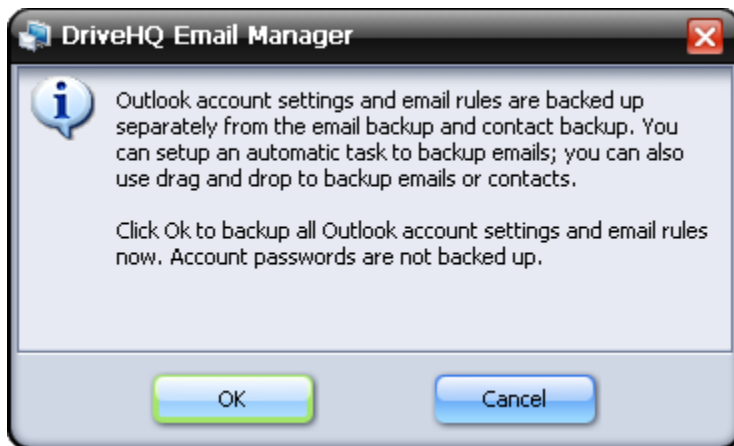 DriveHQ Email Manager
Outlook account settings and email rules are backed up
separately from the email backup and contact backup. You
can setup an automatic task to backup emails; you can also
use drag and drop to backup emails or contacts.
Click Ok to backup all Outlook account settings and email rules
now. Account passwords are not backed up.
OK
Cancel